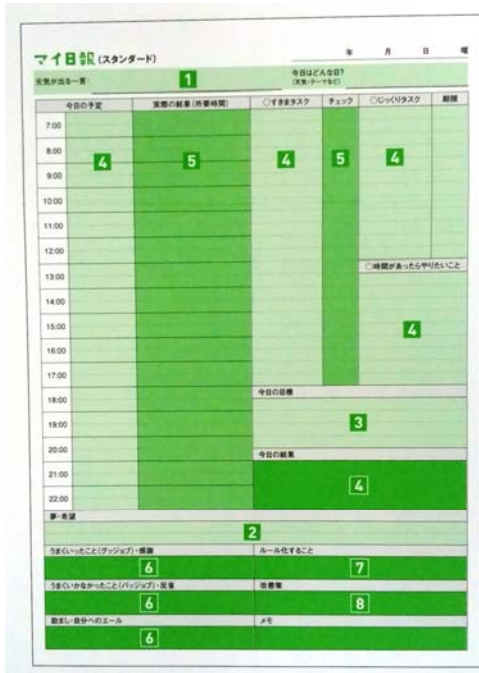 マイ日報 (スタンダード)
年 月 日 曜
元気が出る一言: 1 今日はどんな日?
(天気・テーマなど)
今日の予定 実際の結果(所要時間) ○すきまタスク チェック ○じっくりタスク 期限
7:00
8:00
4 5 4 5 4
9:00
10:00
11:00
12:00
○時間があったらやりたいこと
13:00
14:00
15:00
4
16:00
17:00
今日の目標
18:00
19:00
3
20:00
今日の結果
21:00
4
22:00
夢・希望
2
うまくいったこと(グッジョブ)・感謝 ルール化すること
6 7
うまくいかなかったこと(バッジョブ)・反省 改善策
6 8
励まし・自分へのエール メモ
6